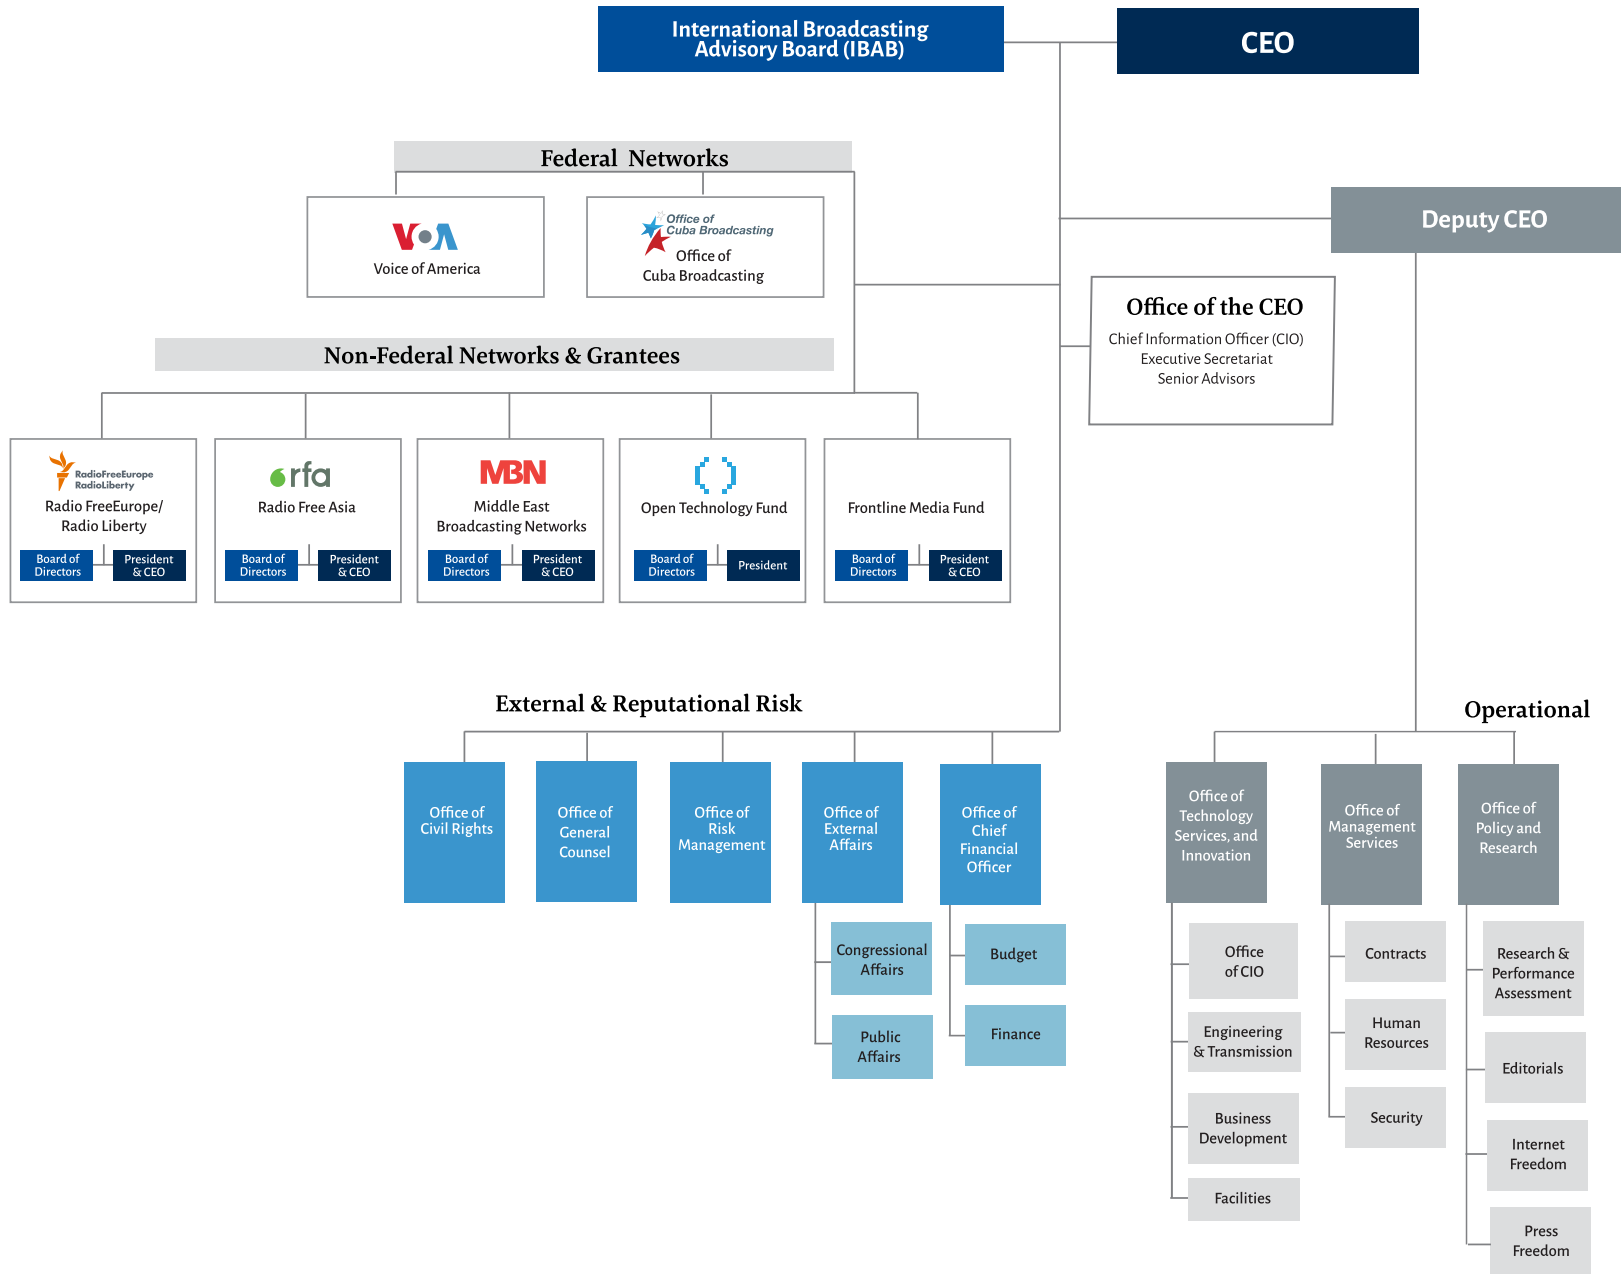 International Broadcasting
Advisory Board (IBAB)
CEO
Federal Networks
VOA
Voice of America
Office of
Cuba Broadcasting
Office of
Cuba Broadcasting
Deputy CEO
Office of the CEO
Chief Information Officer (CIO)
Executive Secretariat
Senior Advisors
Non-Federal Networks & Grantees
RadioFreeEurope
RadioLiberty
Radio FreeEurope/
Radio Liberty
Board of
Directors
President
& CEO
rfa
Radio Free Asia
Board of
Directors
President
& CEO
MBN
Middle East
Broadcasting Networks
Board of
Directors
President
& CEO
Open Technology Fund
Board of
Directors
President
Frontline Media Fund
Board of
Directors
President
& CEO
External & Reputational Risk
Office of
Civil Rights
Office of
General
Counsel
Office of
Risk
Management
Office of
External
Affairs
Congressional
Affairs
Public
Affairs
Office of
Chief
Financial
Officer
Budget
Finance
Operational
Office of
Technology
Services, and
Innovation
Office
of CIO
Engineering
& Transmission
Business
Development
Facilities
Office of
Management
Services
Contracts
Human
Resources
Security
Office of
Policy and
Research
Research &
Performance
Assessment
Editorials
Internet
Freedom
Press
Freedom